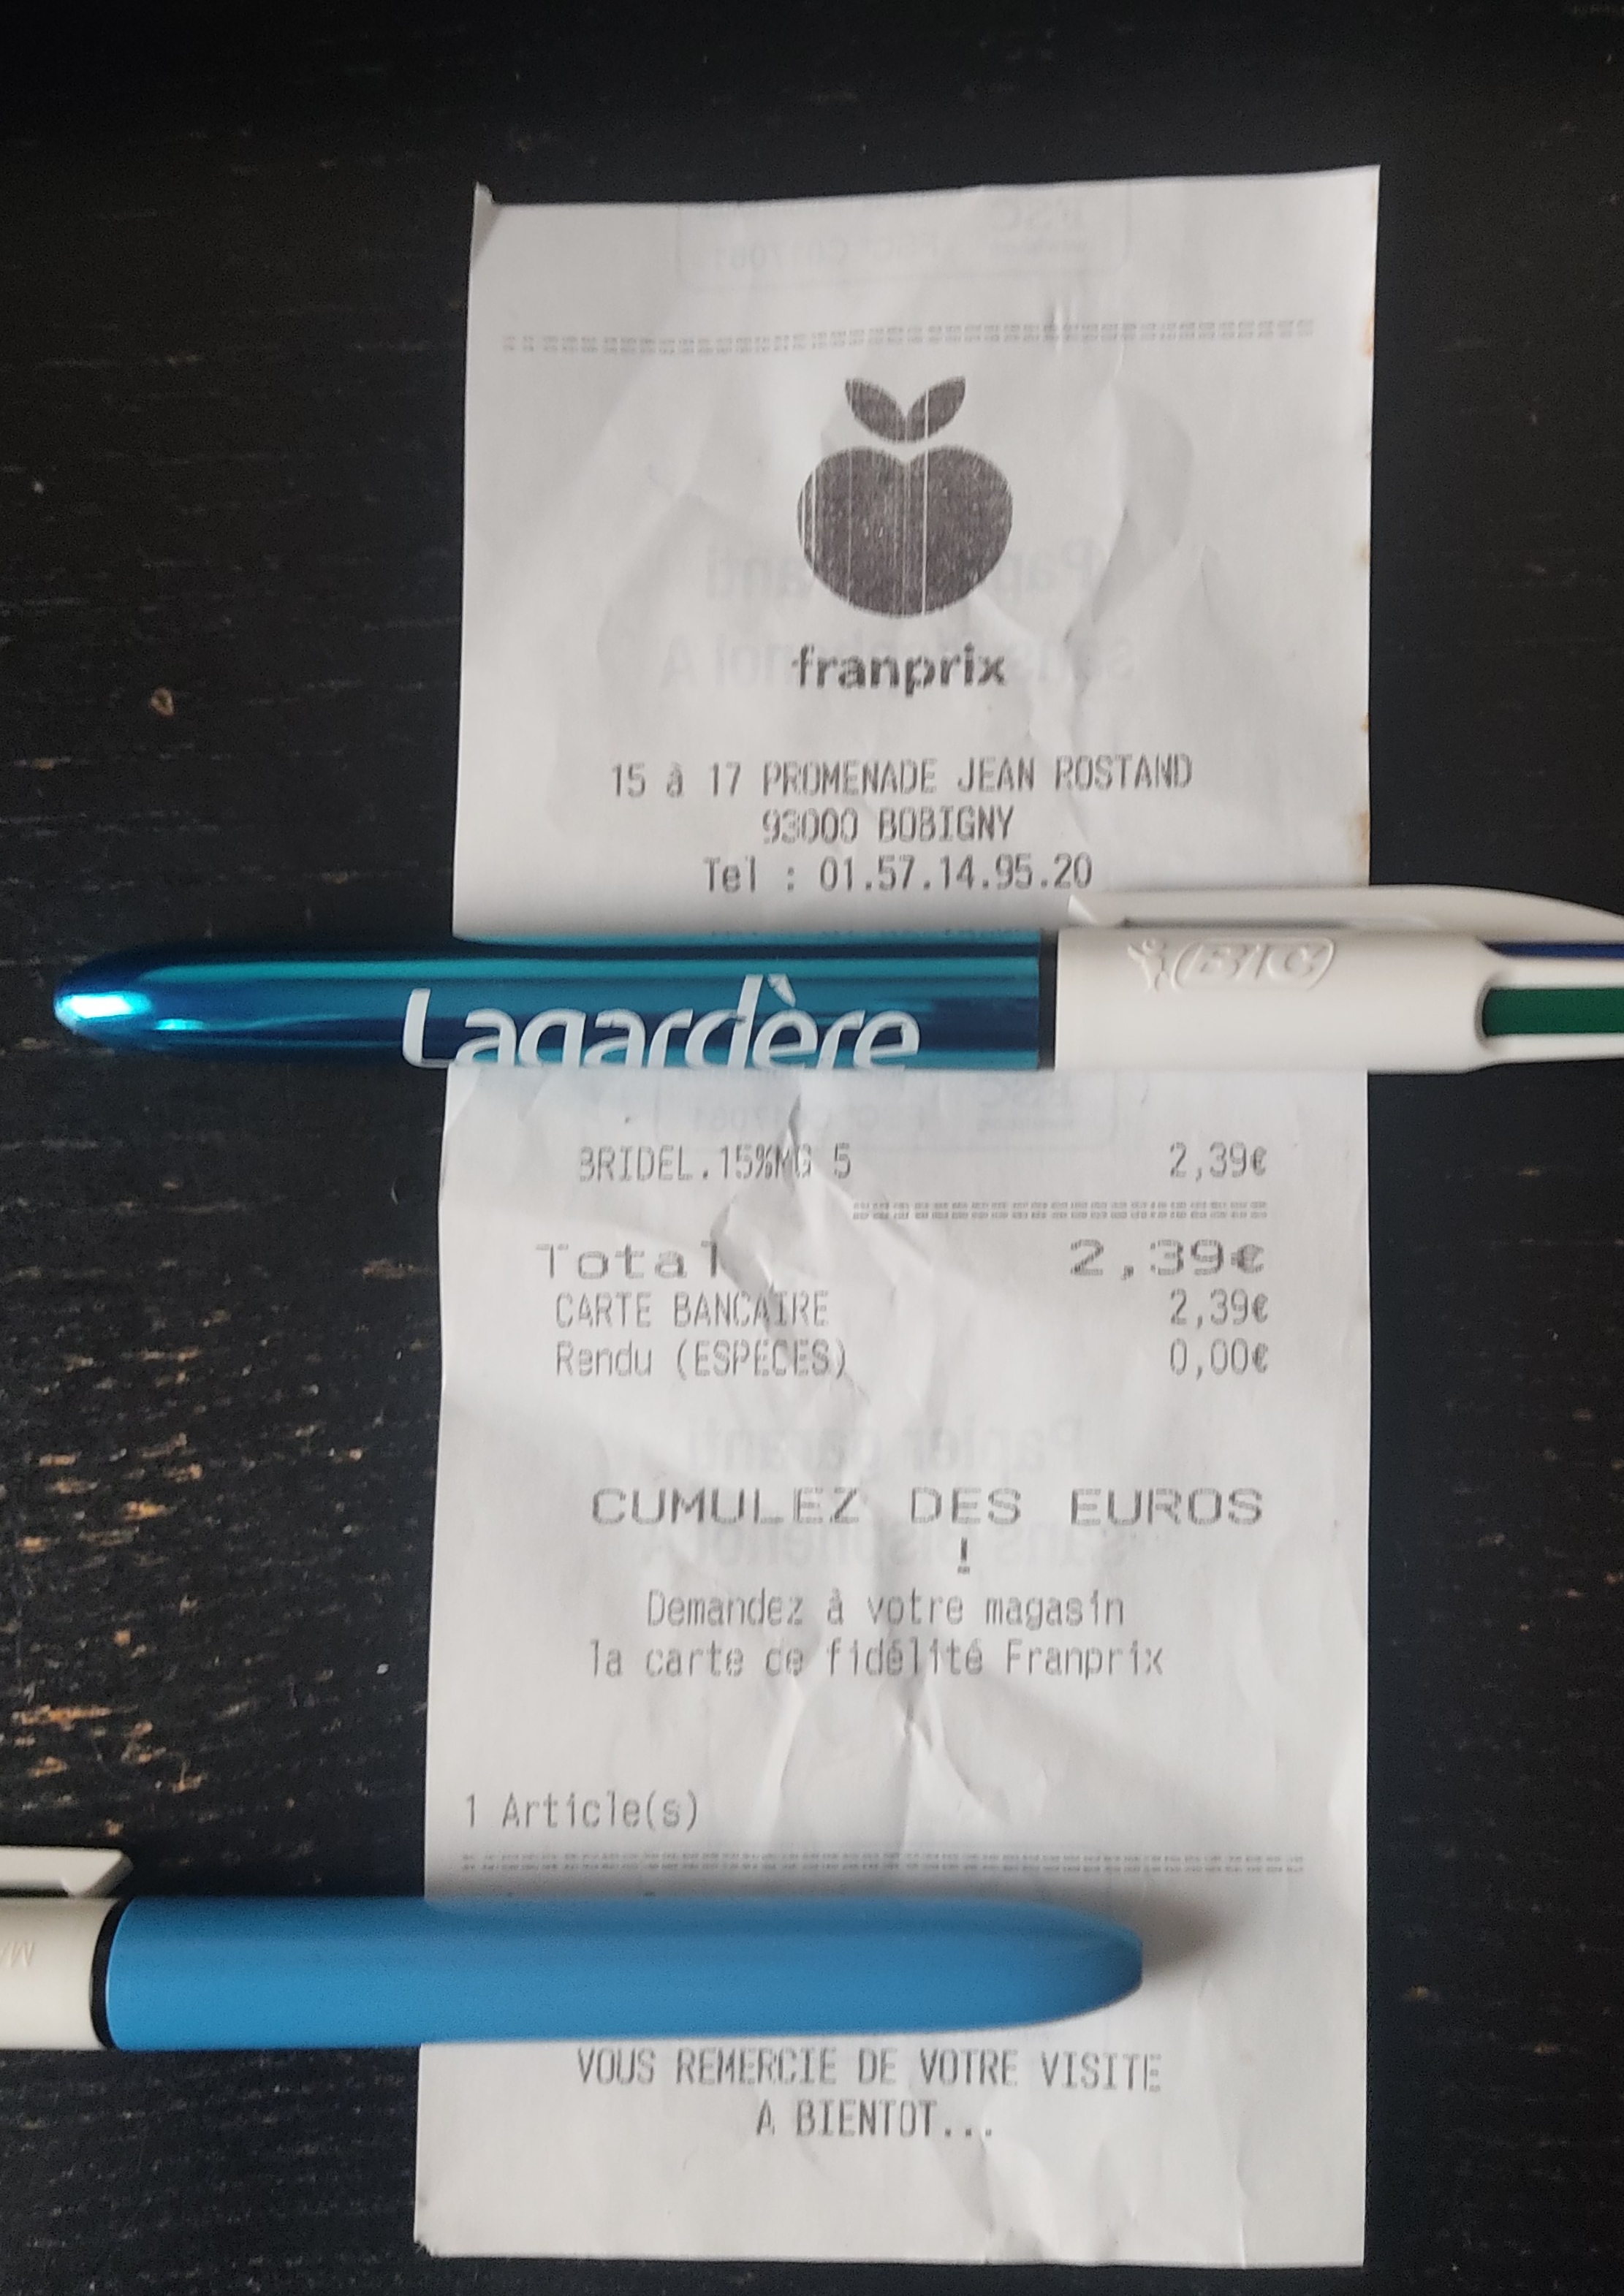 franprix
15 à 17 PROMENADE JEAN ROSTAND
93000 BOBIGNY
Tel : 01.57.14.95.20
BIC
Lagardère
BRIDEL.15%MG 5 2,39€
Total 2,39€
CARTE BANCAIRE 2,39€
Rendu (ESPECES) 0,00€
CUMULEZ DES EUROS
!
Demandez à votre magasin
la carte de fidélité Franprix
1 Article(s)
VOUS REMERCIE DE VOTRE VISITE
A BIENTOT...